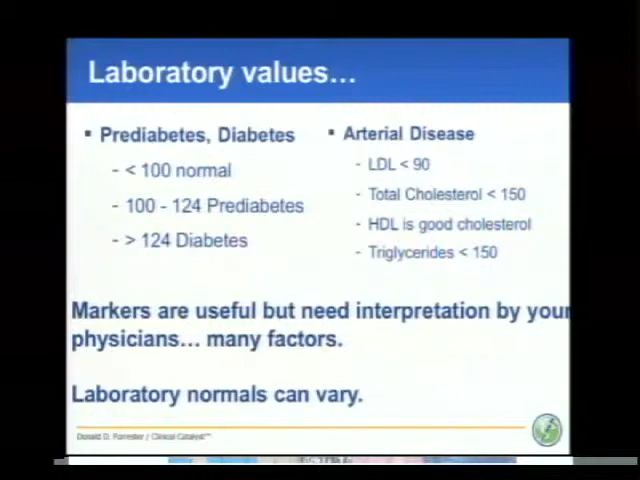 Laboratory values...
▪ Prediabetes, Diabetes
- < 100 normal
- 100 - 124 Prediabetes
- > 124 Diabetes
▪ Arterial Disease
- LDL < 90
- Total Cholesterol < 150
- HDL is good cholesterol
- Triglycerides < 150
Markers are useful but need interpretation by your
physicians... many factors.
Laboratory normals can vary.
Donald D. Forrester / Clinical Catalyst™